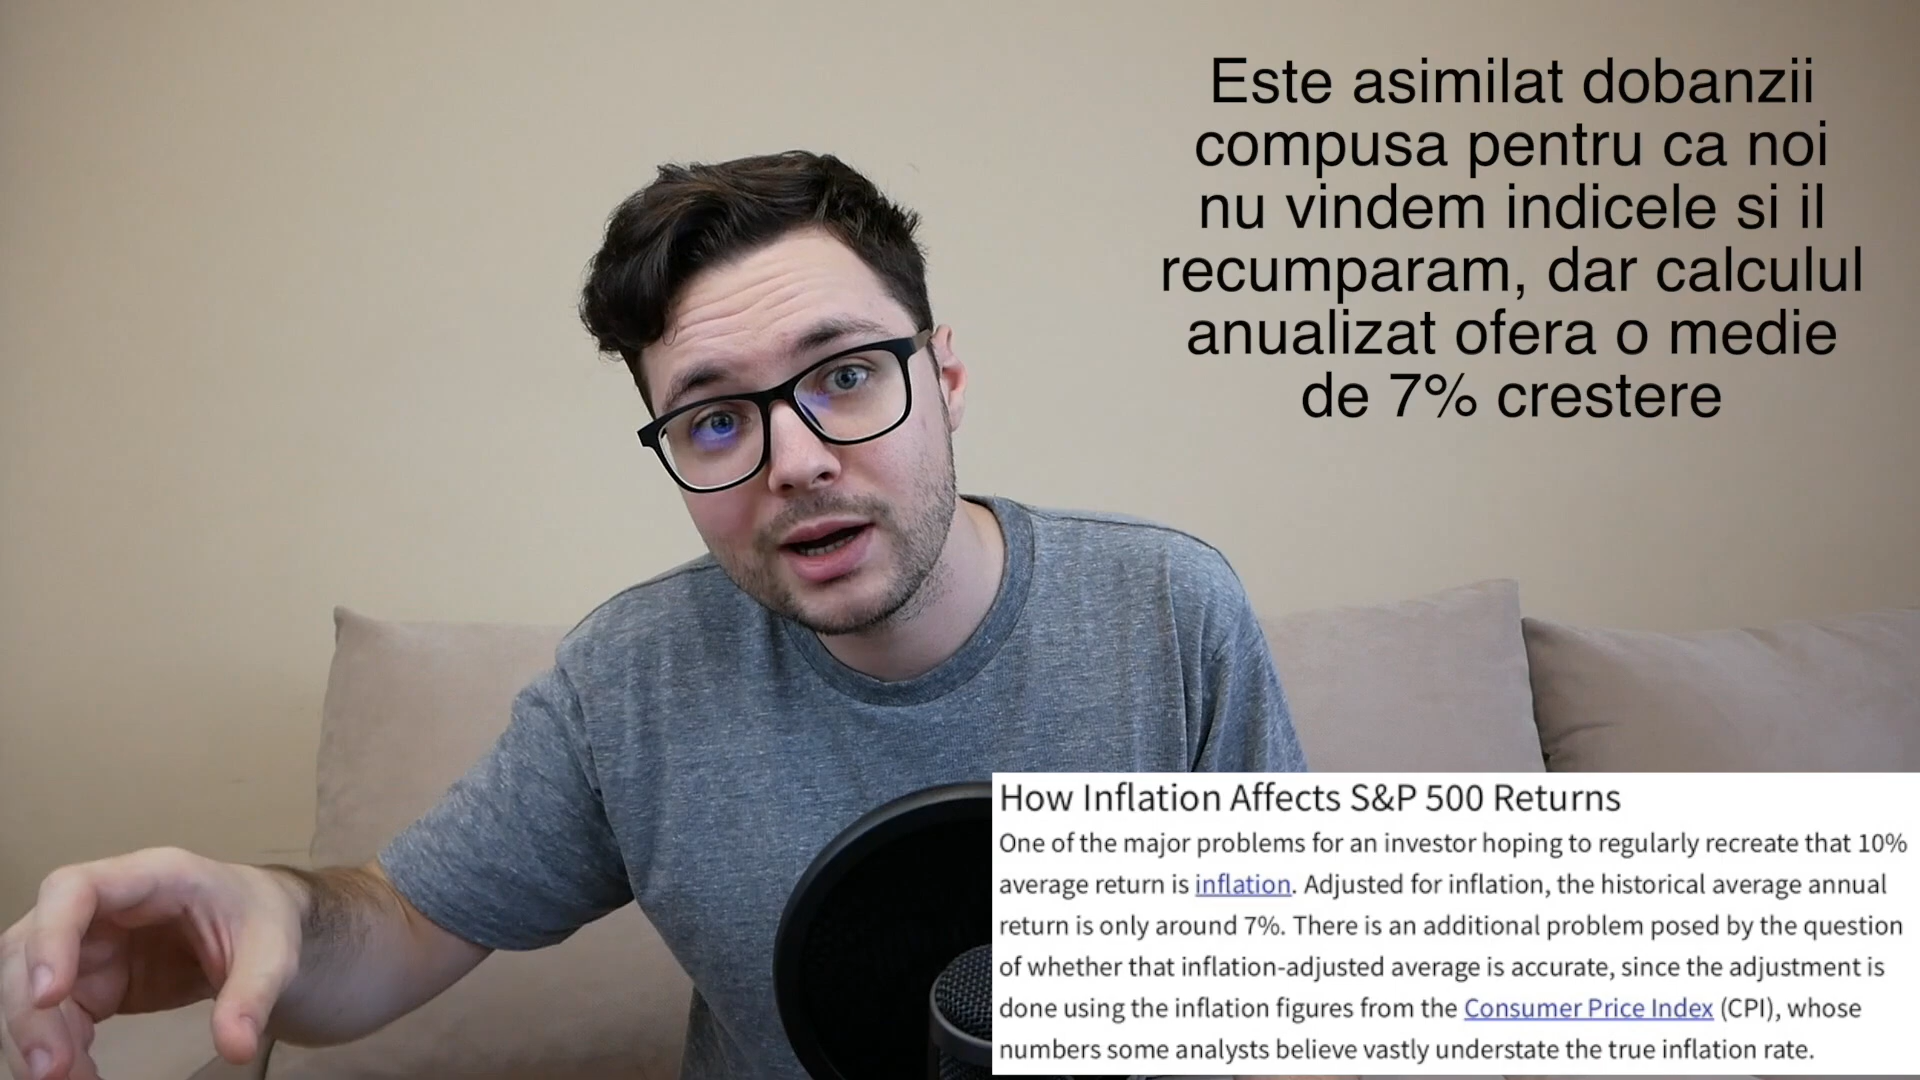 Este asimilat dobanzii
compusa pentru ca noi
nu vindem indicele si il
recumparam, dar calculul
anualizat ofera o medie
de 7% crestere
How Inflation Affects S&P 500 Returns
One of the major problems for an investor hoping to regularly recreate that 10%
average return is inflation. Adjusted for inflation, the historical average annual
return is only around 7%. There is an additional problem posed by the question
of whether that inflation-adjusted average is accurate, since the adjustment is
done using the inflation figures from the Consumer Price Index (CPI), whose
numbers some analysts believe vastly understate the true inflation rate.